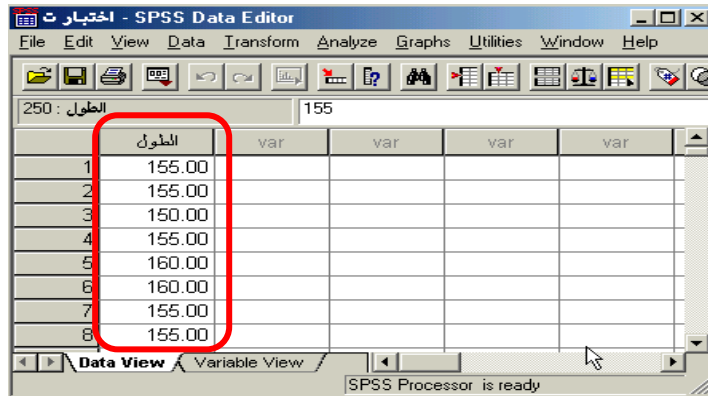 اختبار ت - SPSS Data Editor
File Edit View Data Transform Analyze Graphs Utilities Window Help
250 : الطول 155
الطول var var var var
1 155.00
2 155.00
3 150.00
4 155.00
5 160.00
6 160.00
7 155.00
8 155.00
Data View Variable View
SPSS Processor is ready